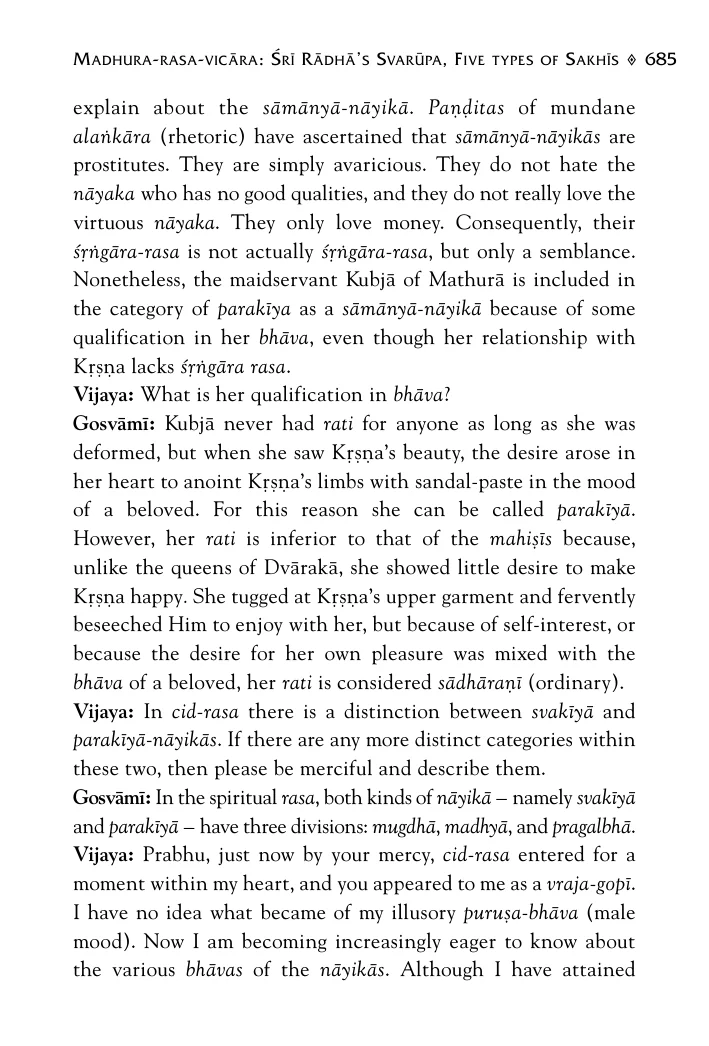 MADHURA-RASA-VICĀRA: ŚRĪ RĀDHĀ'S SVARŪPA, FIVE TYPES OF SAKHĪS ◊ 685
explain about the sāmānyā-nāyikā. Paṇḍitas of mundane
alaṅkāra (rhetoric) have ascertained that sāmānyā-nāyikās are
prostitutes. They are simply avaricious. They do not hate the
nāyaka who has no good qualities, and they do not really love the
virtuous nāyaka. They only love money. Consequently, their
śṛṅgāra-rasa is not actually śṛṅgāra-rasa, but only a semblance.
Nonetheless, the maidservant Kubjā of Mathurā is included in
the category of parakīya as a sāmānyā-nāyikā because of some
qualification in her bhāva, even though her relationship with
Kṛṣṇa lacks śṛṅgāra rasa.
Vijaya: What is her qualification in bhāva?
Gosvāmī: Kubjā never had rati for anyone as long as she was
deformed, but when she saw Kṛṣṇa's beauty, the desire arose in
her heart to anoint Kṛṣṇa's limbs with sandal-paste in the mood
of a beloved. For this reason she can be called parakīyā.
However, her rati is inferior to that of the mahiṣīs because,
unlike the queens of Dvārakā, she showed little desire to make
Kṛṣṇa happy. She tugged at Kṛṣṇa's upper garment and fervently
beseeched Him to enjoy with her, but because of self-interest, or
because the desire for her own pleasure was mixed with the
bhāva of a beloved, her rati is considered sādhāraṇī (ordinary).
Vijaya: In cid-rasa there is a distinction between svakīyā and
parakīyā-nāyikās. If there are any more distinct categories within
these two, then please be merciful and describe them.
Gosvāmī: In the spiritual rasa, both kinds of nāyikā – namely svakīyā
and parakīyā – have three divisions: mugdhā, madhyā, and pragalbhā.
Vijaya: Prabhu, just now by your mercy, cid-rasa entered for a
moment within my heart, and you appeared to me as a vraja-gopī.
I have no idea what became of my illusory puruṣa-bhāva (male
mood). Now I am becoming increasingly eager to know about
the various bhāvas of the nāyikās. Although I have attained